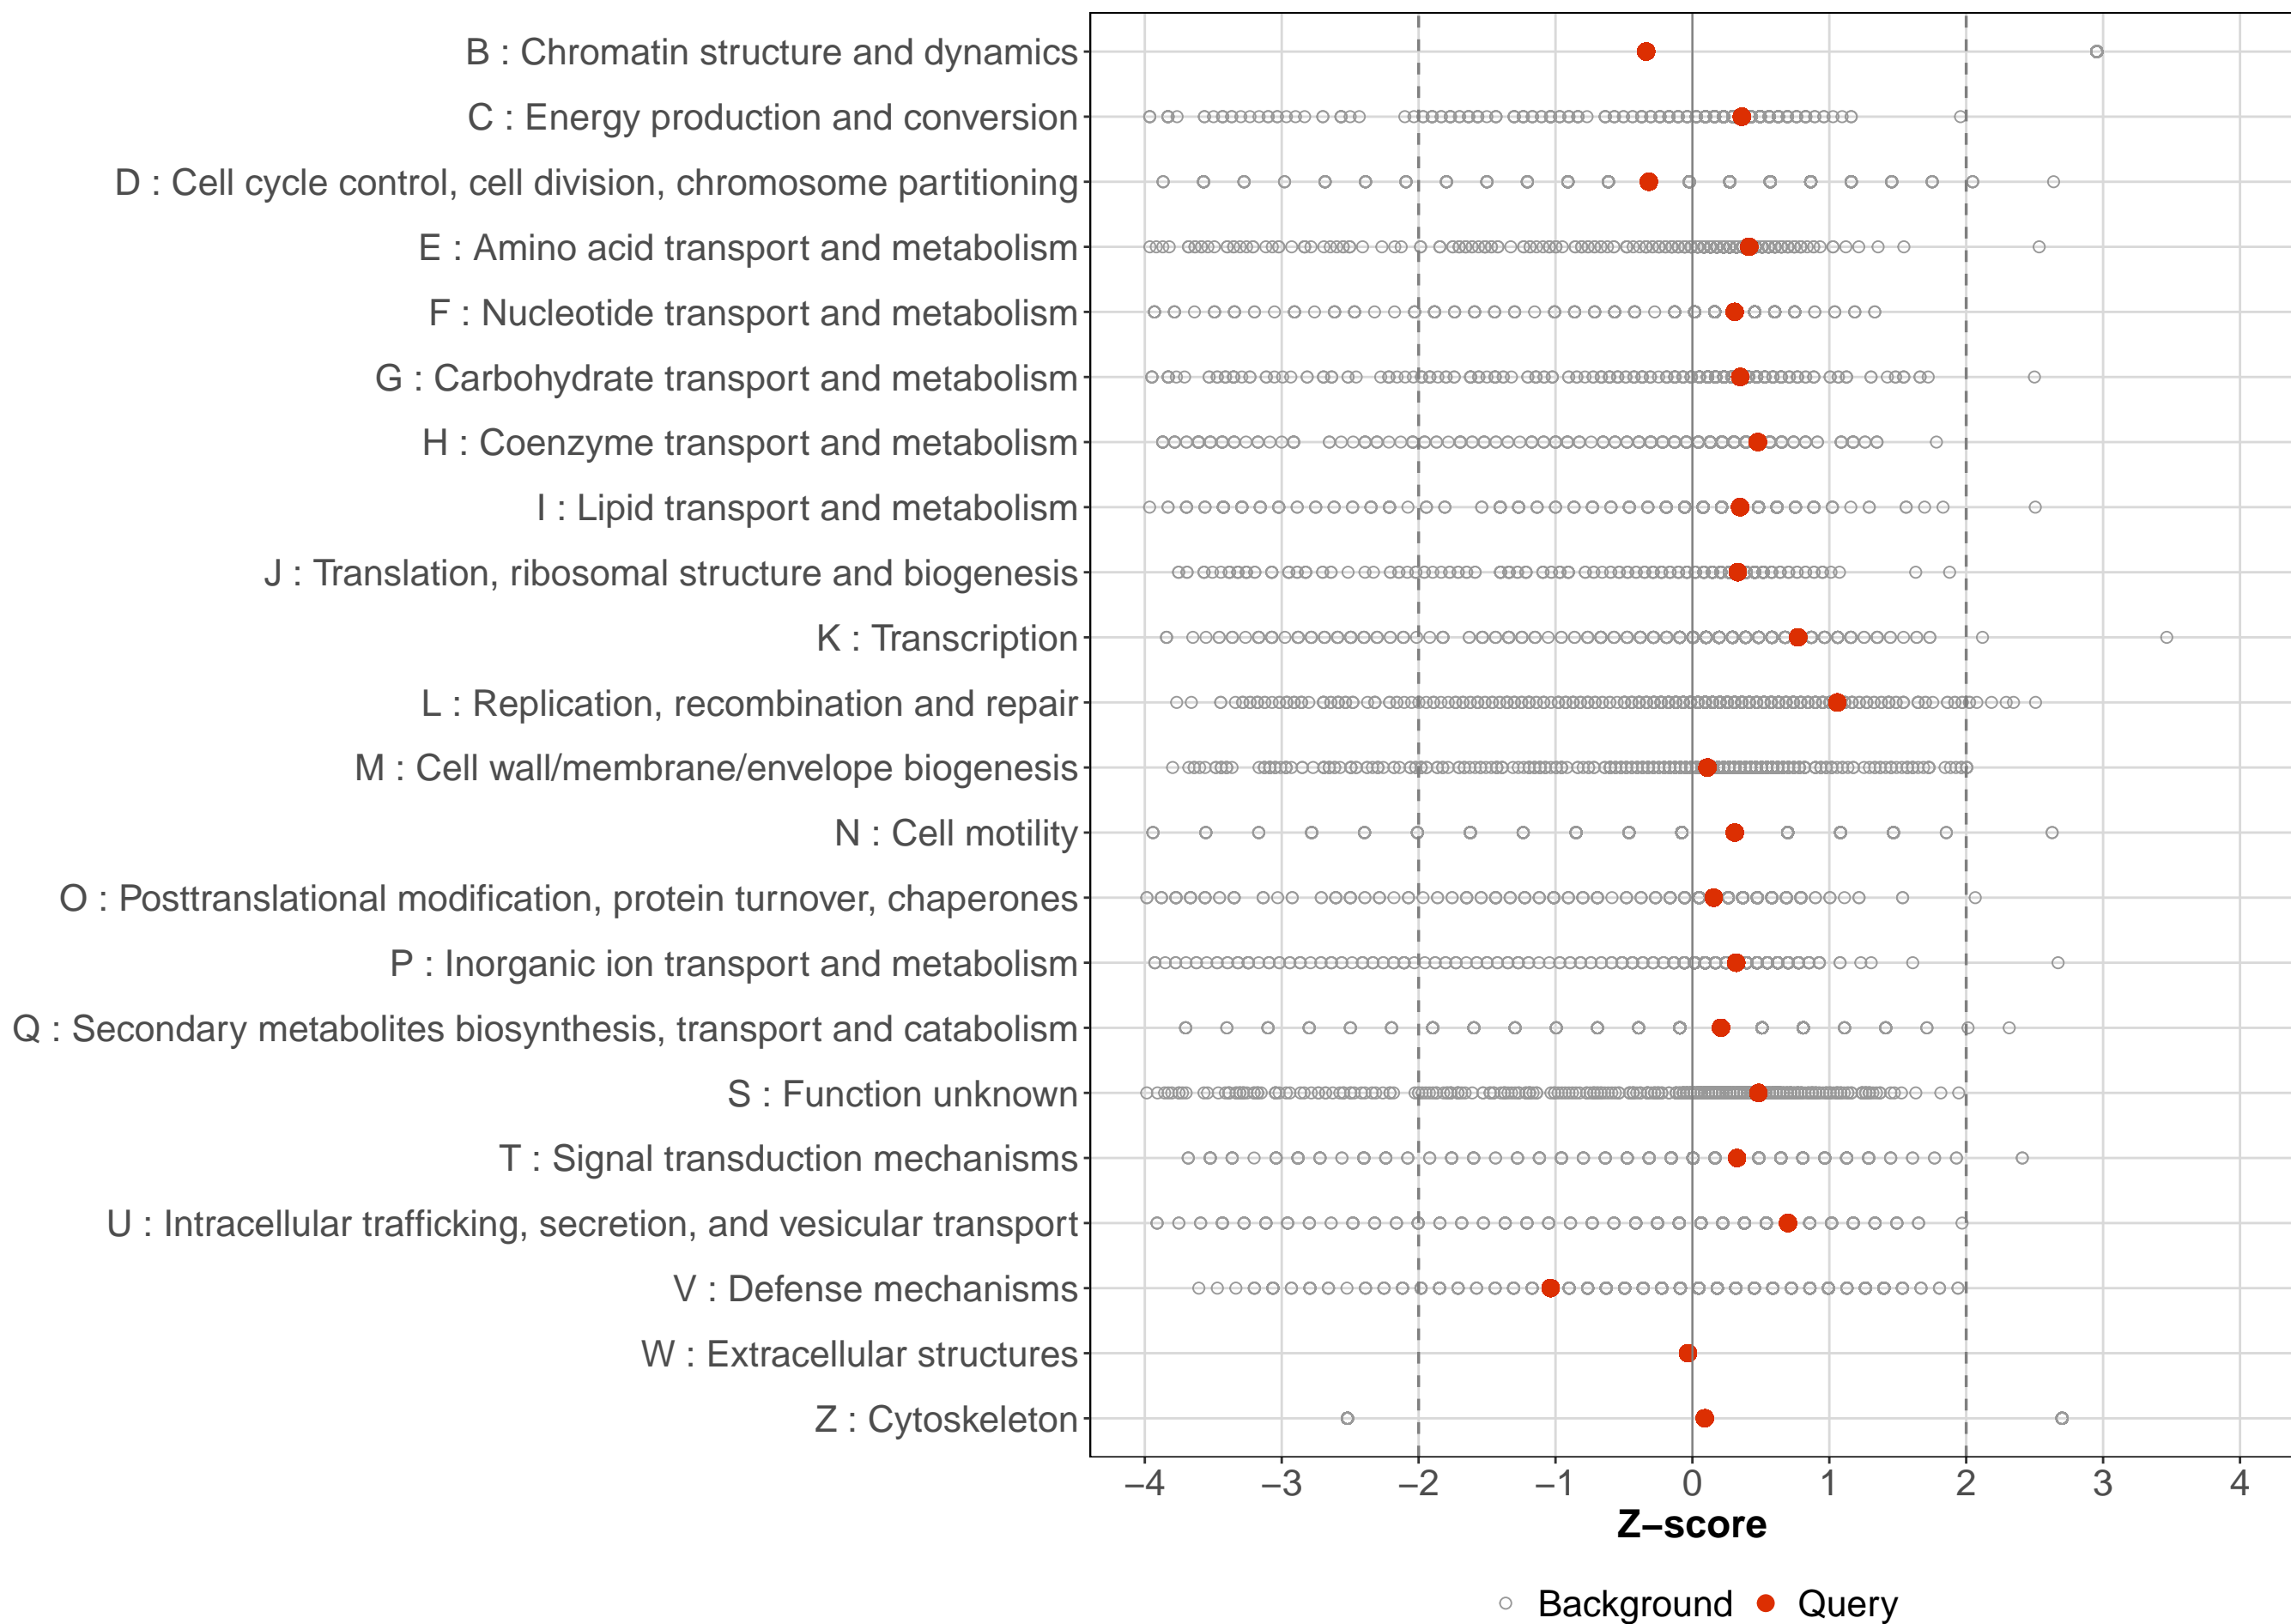 B : Chromatin structure and dynamics
C : Energy production and conversion
D : Cell cycle control, cell division, chromosome partitioning
E : Amino acid transport and metabolism
F : Nucleotide transport and metabolism
G : Carbohydrate transport and metabolism
H : Coenzyme transport and metabolism
I : Lipid transport and metabolism
J : Translation, ribosomal structure and biogenesis
K : Transcription
L : Replication, recombination and repair
M : Cell wall/membrane/envelope biogenesis
N : Cell motility
O : Posttranslational modification, protein turnover, chaperones
P : Inorganic ion transport and metabolism
Q : Secondary metabolites biosynthesis, transport and catabolism
S : Function unknown
T : Signal transduction mechanisms
U : Intracellular trafficking, secretion, and vesicular transport
V : Defense mechanisms
W : Extracellular structures
Z : Cytoskeleton
−4 −3 −2 −1 0 1 2 3 4
Z−score
Background Query